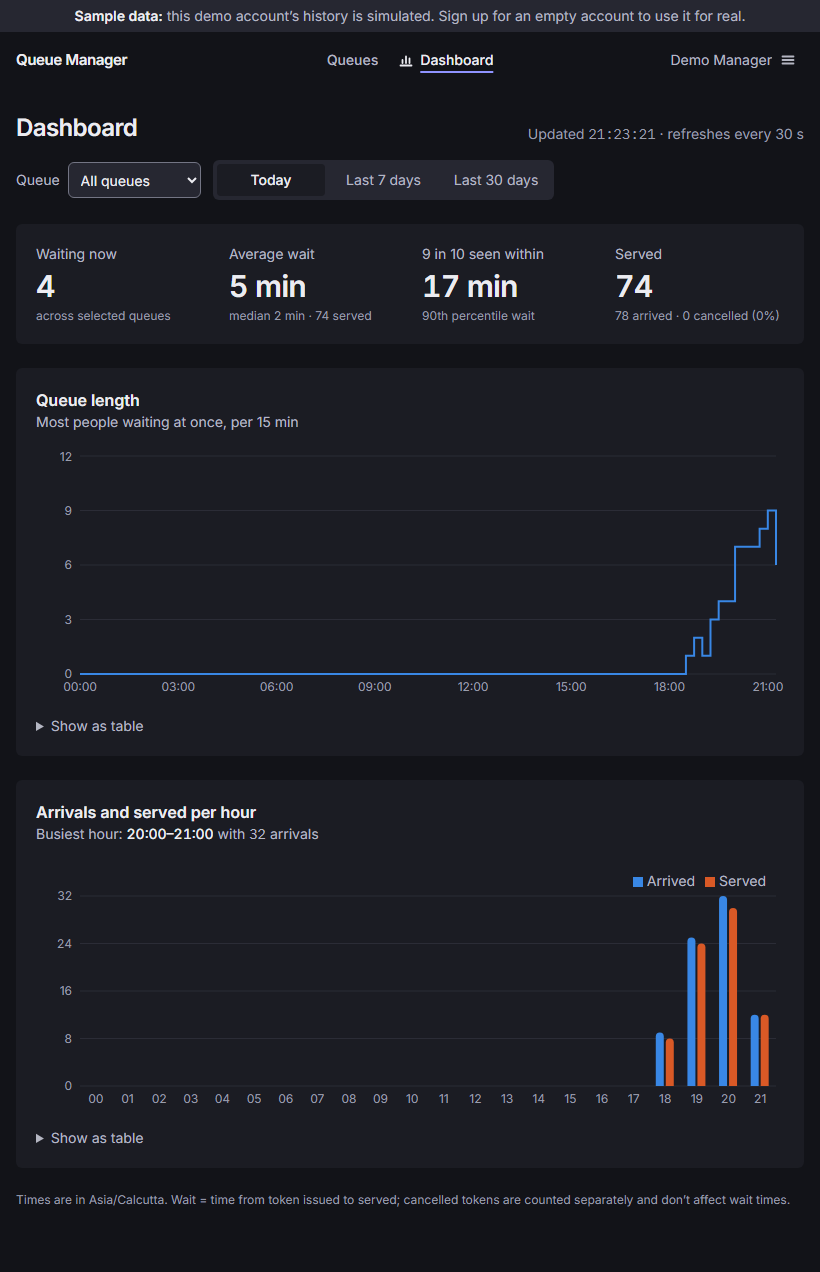 Sample data: this demo account’s history is simulated. Sign up for an empty account to use it for real.
Queue Manager
Queues
Dashboard
Demo Manager
Dashboard
Updated 21:23:21 · refreshes every 30 s
Queue
All queues
Today
Last 7 days
Last 30 days
Waiting now
4
across selected queues
Average wait
5 min
median 2 min · 74 served
9 in 10 seen within
17 min
90th percentile wait
Served
74
78 arrived · 0 cancelled (0%)
Queue length
Most people waiting at once, per 15 min
12
9
6
3
0
00:00 03:00 06:00 09:00 12:00 15:00 18:00 21:00
Show as table
Arrivals and served per hour
Busiest hour: 20:00–21:00 with 32 arrivals
Arrived Served
32
24
16
8
0
00 01 02 03 04 05 06 07 08 09 10 11 12 13 14 15 16 17 18 19 20 21
Show as table
Times are in Asia/Calcutta. Wait = time from token issued to served; cancelled tokens are counted separately and don’t affect wait times.